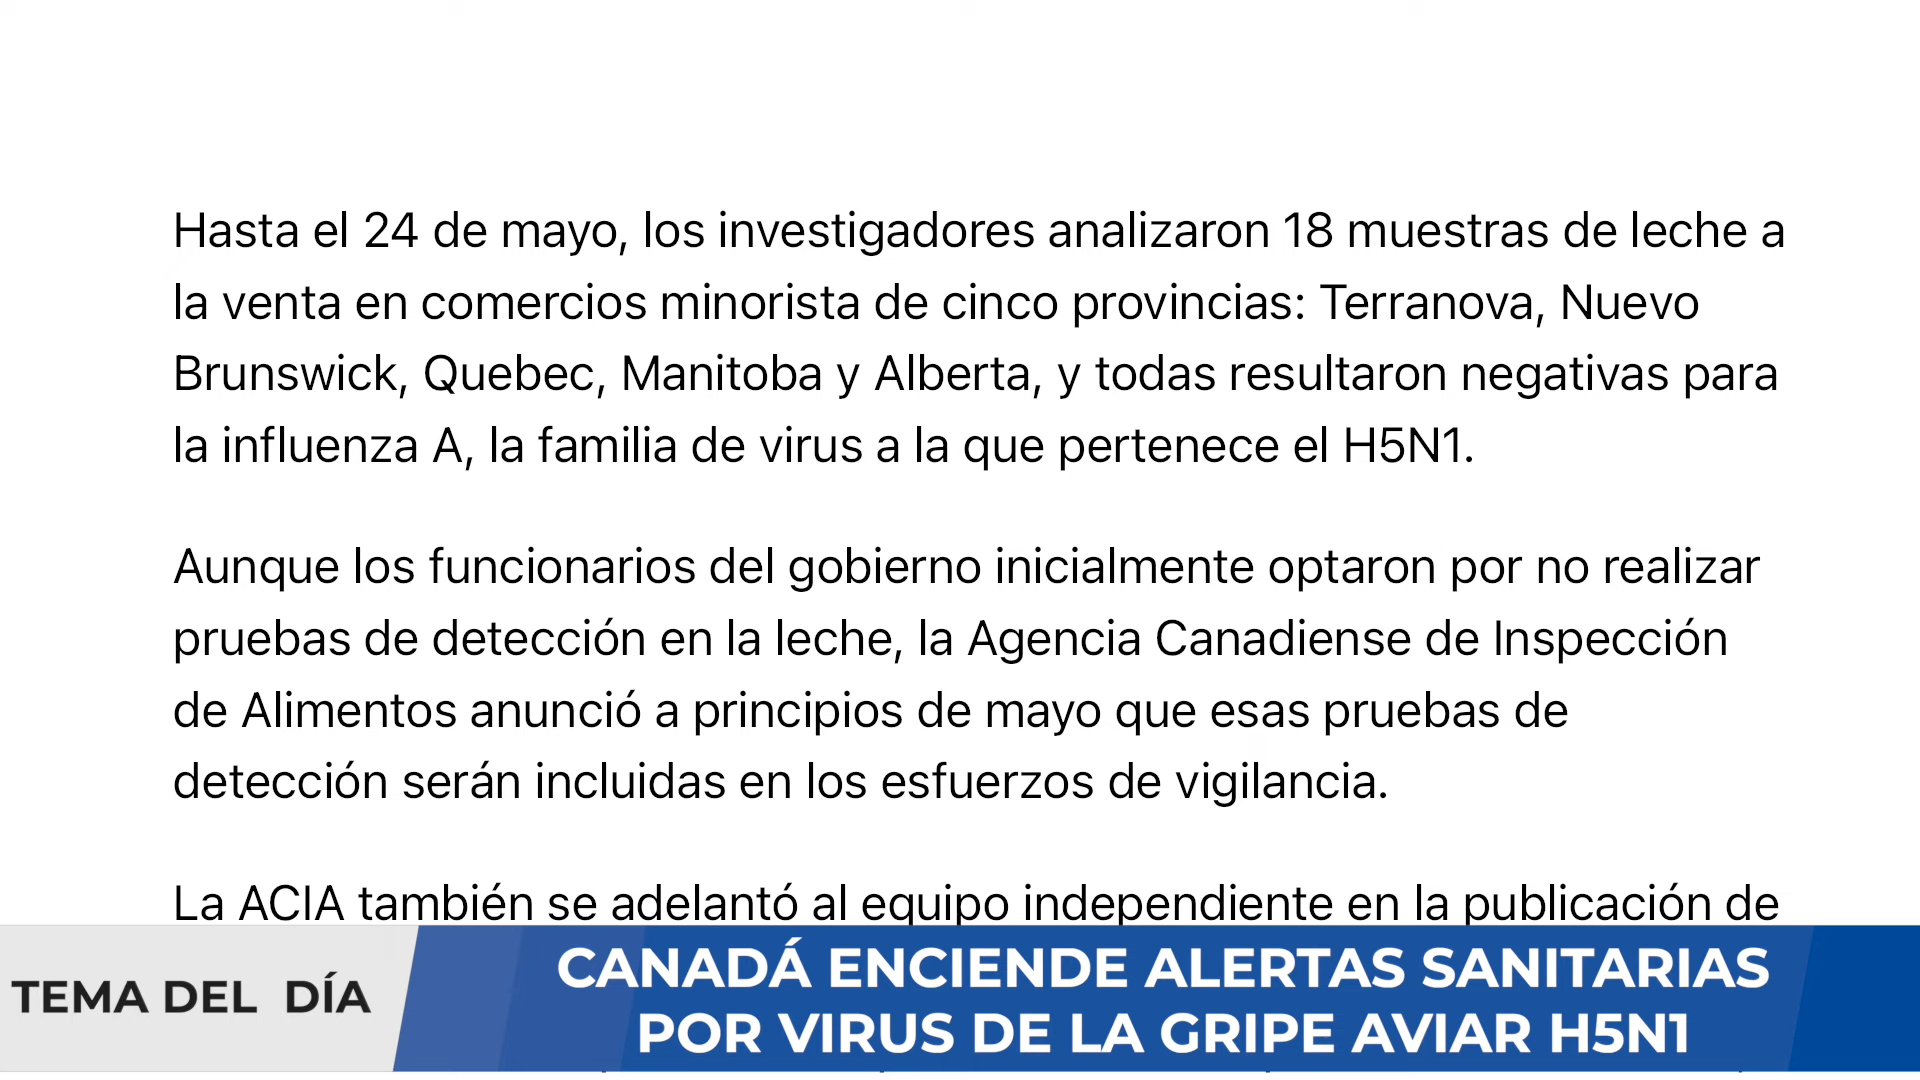 Hasta el 24 de mayo, los investigadores analizaron 18 muestras de leche a
la venta en comercios minorista de cinco provincias: Terranova, Nuevo
Brunswick, Quebec, Manitoba y Alberta, y todas resultaron negativas para
la influenza A, la familia de virus a la que pertenece el H5N1.
Aunque los funcionarios del gobierno inicialmente optaron por no realizar
pruebas de detección en la leche, la Agencia Canadiense de Inspección
de Alimentos anunció a principios de mayo que esas pruebas de
detección serán incluidas en los esfuerzos de vigilancia.
La ACIA también se adelantó al equipo independiente en la publicación de
TEMA DEL DÍA
CANADÁ ENCIENDE ALERTAS SANITARIAS
POR VIRUS DE LA GRIPE AVIAR H5N1